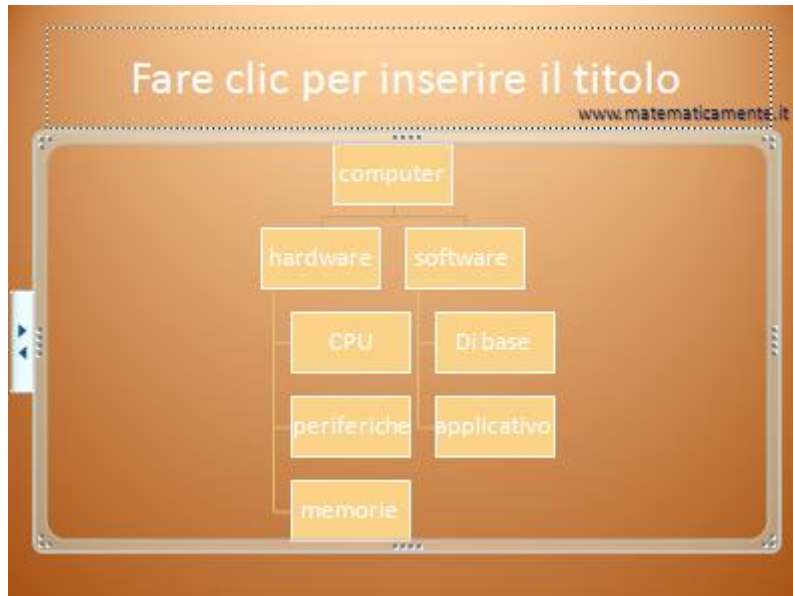 Fare clic per inserire il titolo
www.matematicamente.it
computer
hardware
software
CPU
Di base
periferiche
applicativo
memorie